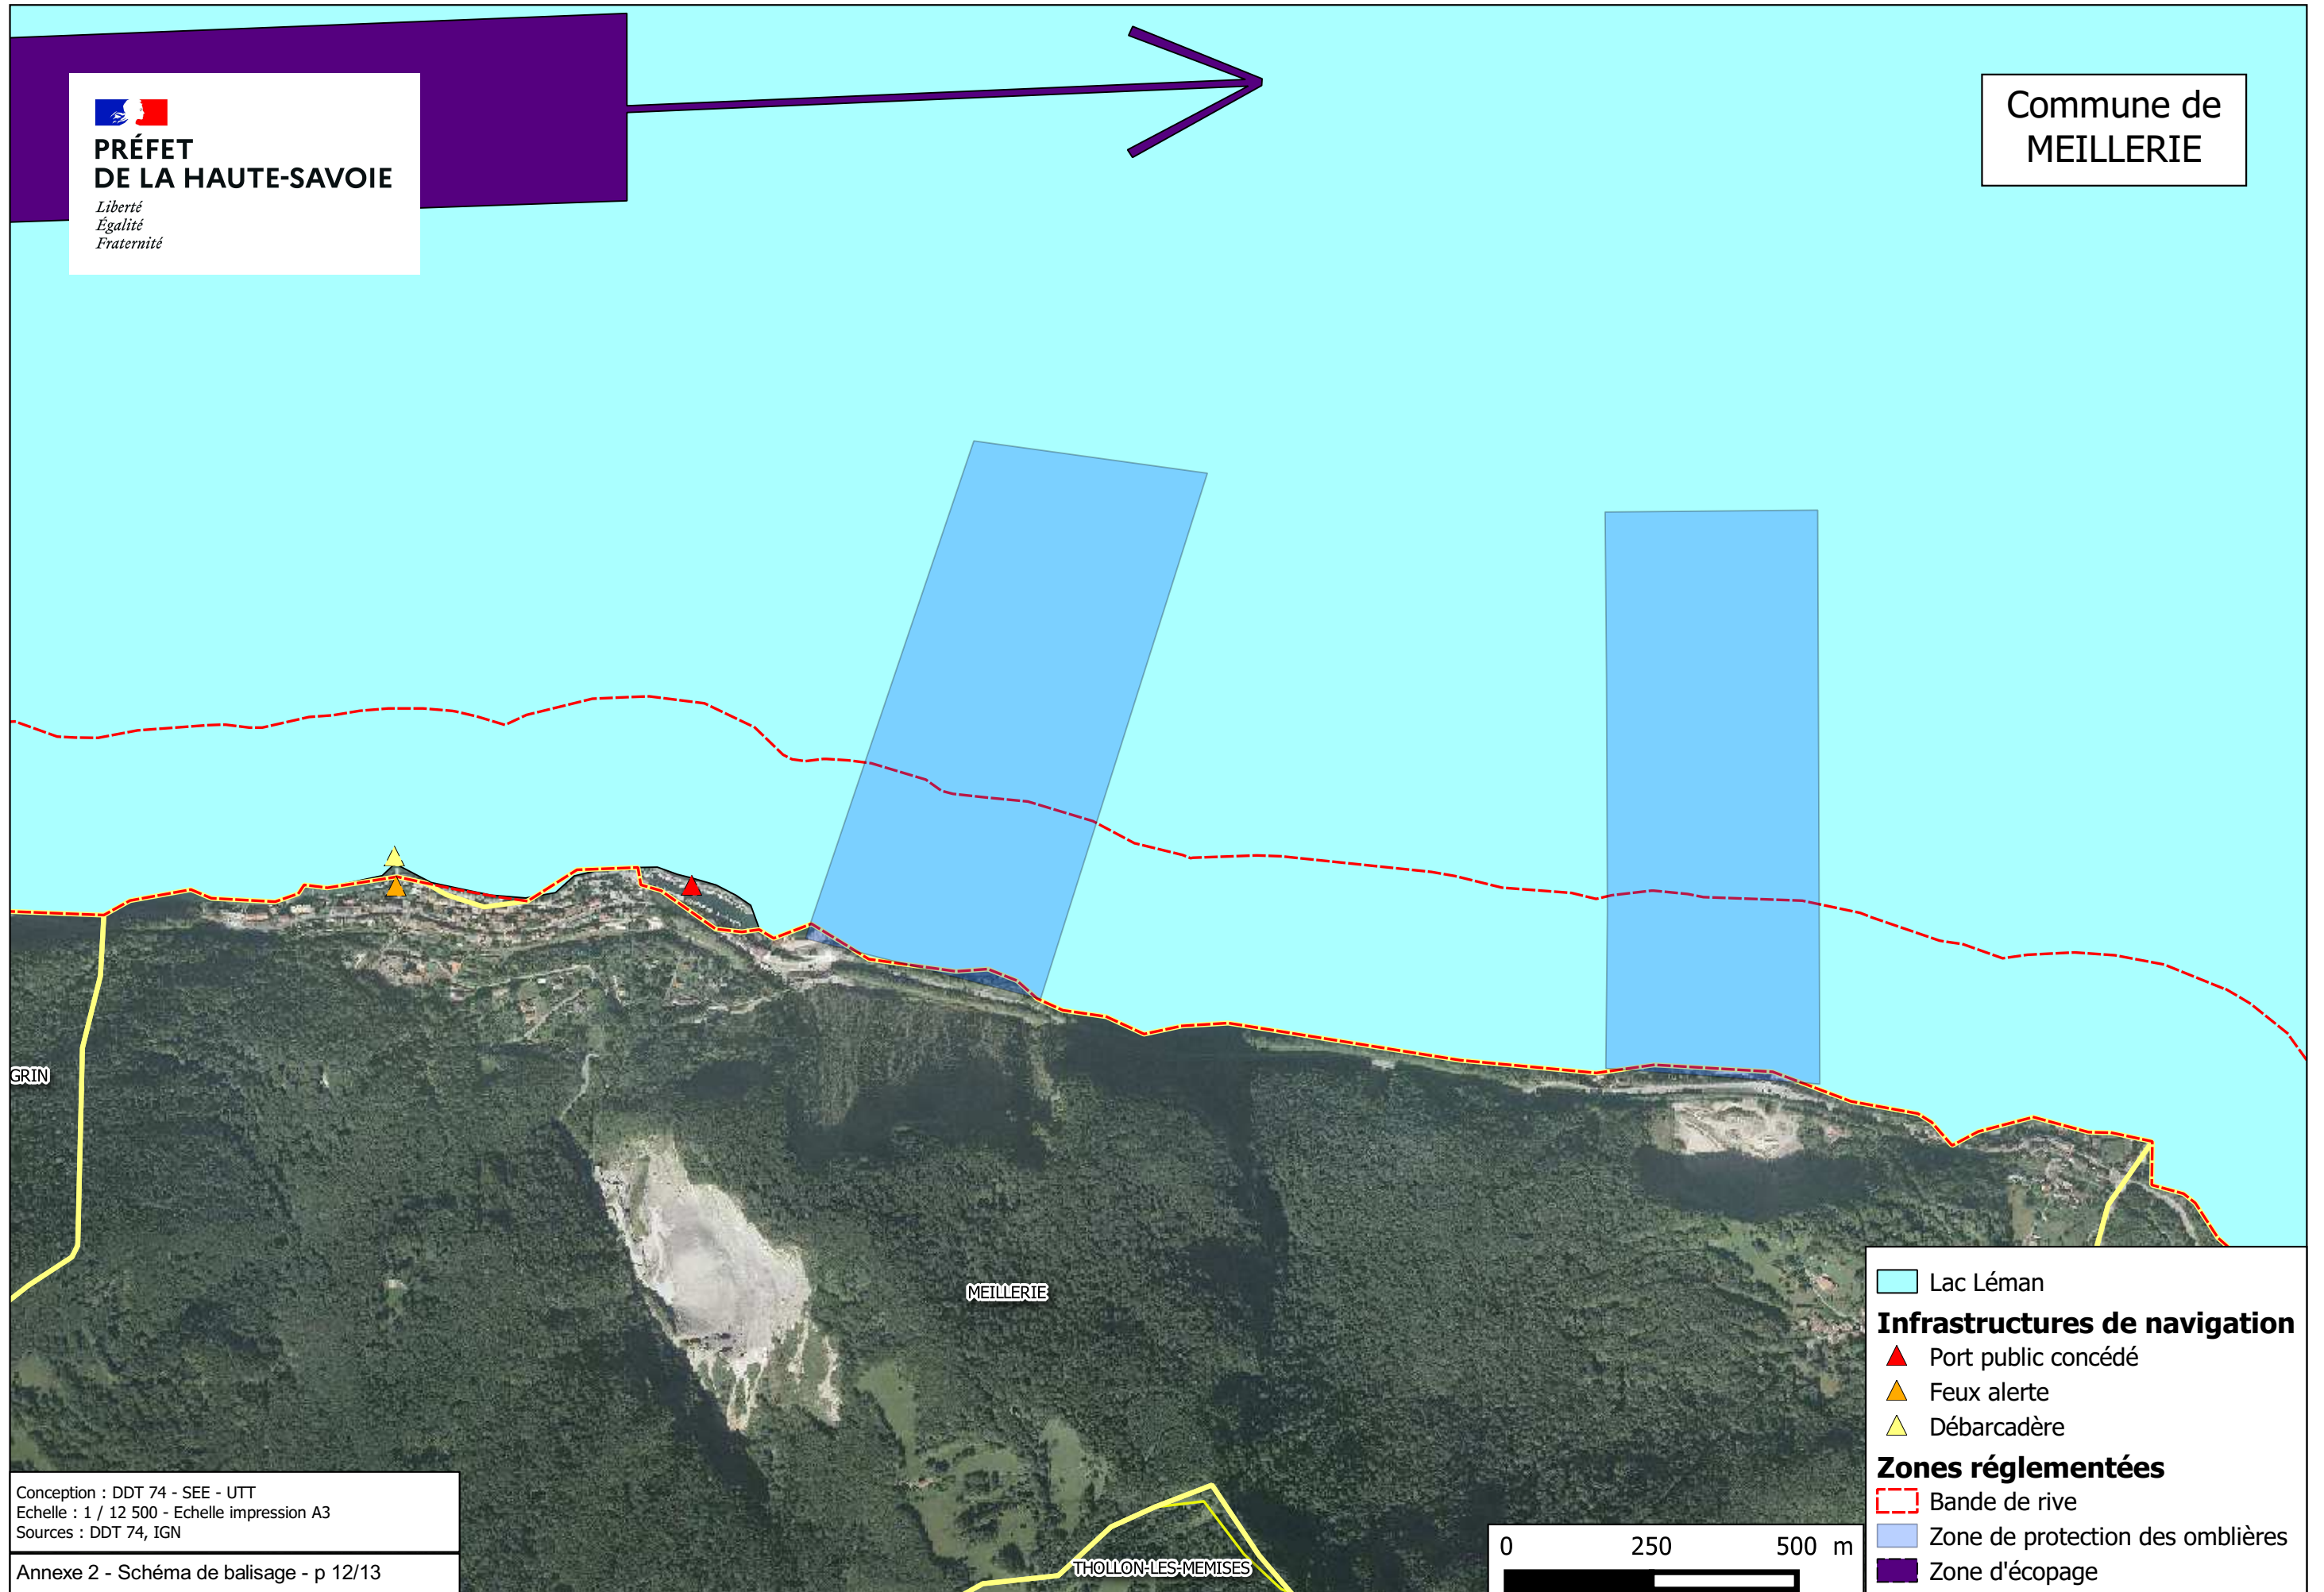 PRÉFET
DE LA HAUTE-SAVOIE
Liberté
Égalité
Fraternité
Commune de
MEILLERIE
GRIN
MEILLERIE
THOLLON-LES-MEMISES
Lac Léman
Infrastructures de navigation
Port public concédé
Feux alerte
Débarcadère
Zones réglementées
Bande de rive
Zone de protection des omblières
Zone d'écopage
0 250 500 m
Conception : DDT 74 - SEE - UTT
Echelle : 1 / 12 500 - Echelle impression A3
Sources : DDT 74, IGN
Annexe 2 - Schéma de balisage - p 12/13